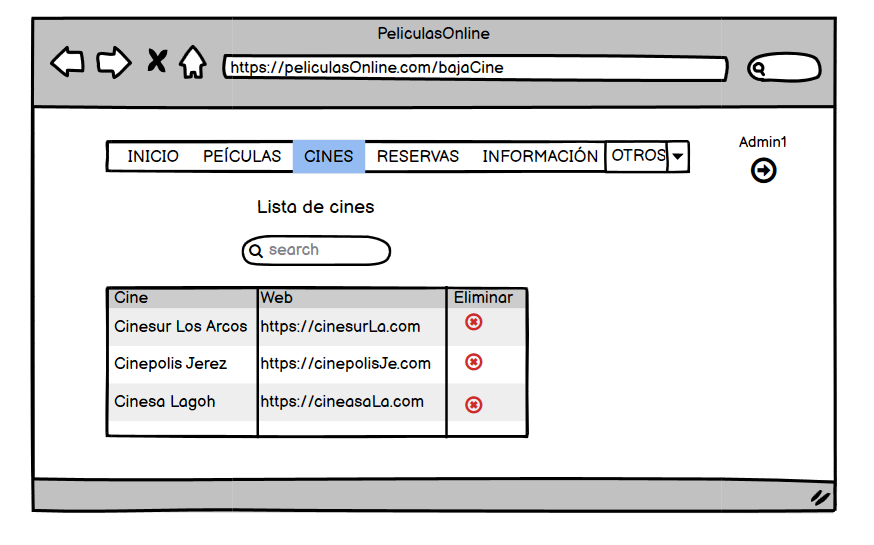 PeliculasOnline
https://peliculasOnline.com/bajaCine
Admin1
INICIO PEÍCULAS CINES RESERVAS INFORMACIÓN OTROS
Lista de cines
search
Cine Web Eliminar
Cinesur Los Arcos https://cinesurLa.com
Cinepolis Jerez https://cinepolisJe.com
Cinesa Lagoh https://cineasaLa.com